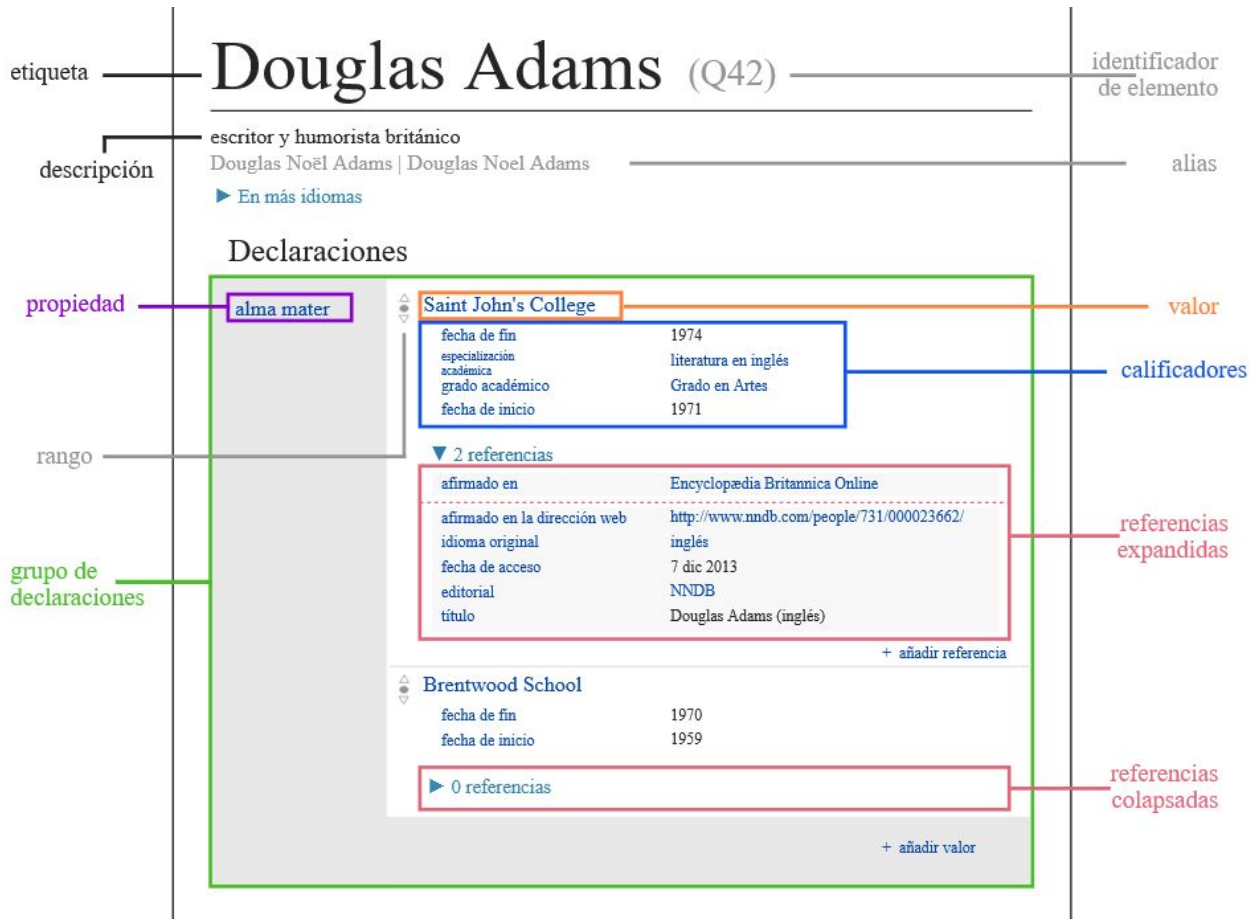 etiqueta
Douglas Adams (Q42)
identificador
de elemento
descripción
escritor y humorista británico
Douglas Noël Adams | Douglas Noel Adams
alias
▶ En más idiomas
Declaraciones
propiedad
alma mater
Saint John's College
valor
fecha de fin 1974
especialización
académica literatura en inglés
grado académico Grado en Artes
fecha de inicio 1971
calificadores
rango
▼ 2 referencias
afirmado en Encyclopædia Britannica Online
afirmado en la dirección web http://www.nndb.com/people/731/000023662/
idioma original inglés
fecha de acceso 7 dic 2013
editorial NNDB
título Douglas Adams (inglés)
referencias
expandidas
grupo de
declaraciones
+ añadir referencia
Brentwood School
fecha de fin 1970
fecha de inicio 1959
▶ 0 referencias
referencias
colapsadas
+ añadir valor